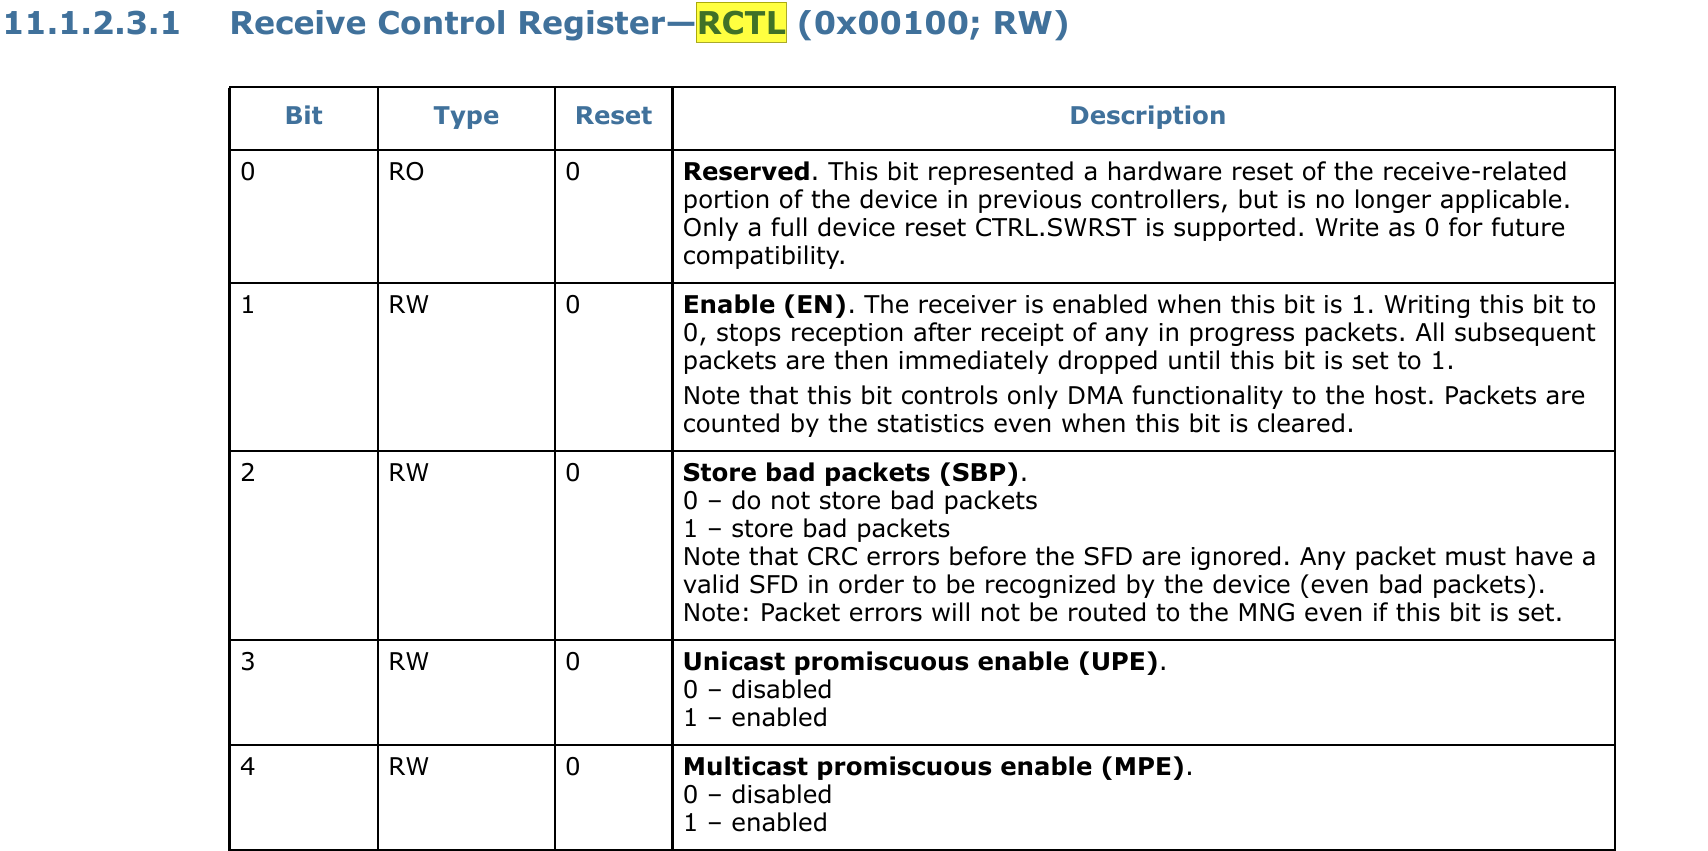 11.1.2.3.1 Receive Control Register—RCTL (0x00100; RW)
Bit Type Reset Description
0 RO 0 Reserved. This bit represented a hardware reset of the receive-related
portion of the device in previous controllers, but is no longer applicable.
Only a full device reset CTRL.SWRST is supported. Write as 0 for future
compatibility.
1 RW 0 Enable (EN). The receiver is enabled when this bit is 1. Writing this bit to
0, stops reception after receipt of any in progress packets. All subsequent
packets are then immediately dropped until this bit is set to 1.
Note that this bit controls only DMA functionality to the host. Packets are
counted by the statistics even when this bit is cleared.
2 RW 0 Store bad packets (SBP).
0 – do not store bad packets
1 – store bad packets
Note that CRC errors before the SFD are ignored. Any packet must have a
valid SFD in order to be recognized by the device (even bad packets).
Note: Packet errors will not be routed to the MNG even if this bit is set.
3 RW 0 Unicast promiscuous enable (UPE).
0 – disabled
1 – enabled
4 RW 0 Multicast promiscuous enable (MPE).
0 – disabled
1 – enabled